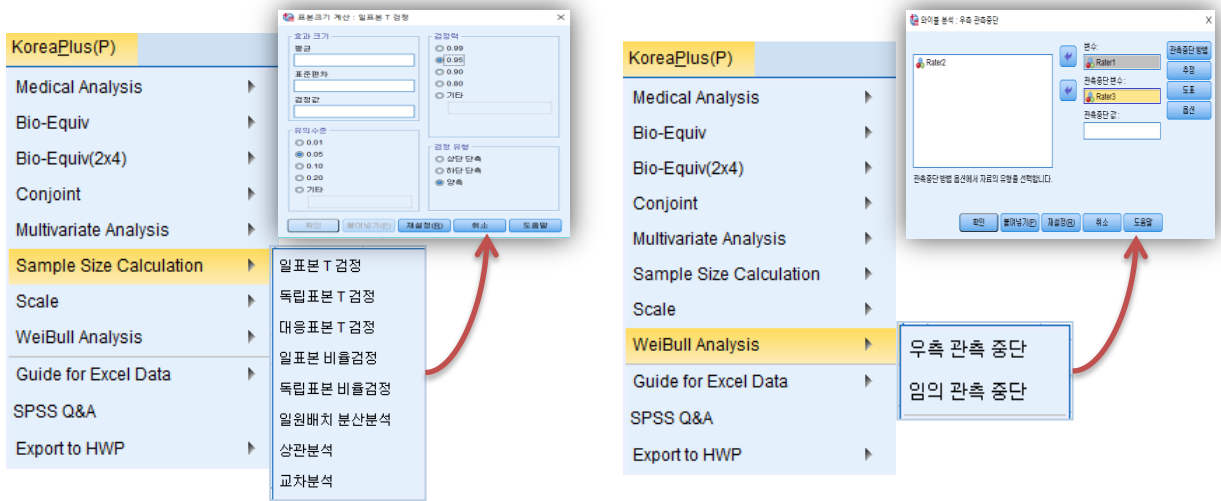 KoreaPlus(P)
Medical Analysis
Bio-Equiv
Bio-Equiv(2x4)
Conjoint
Multivariate Analysis
Sample Size Calculation
Scale
WeiBull Analysis
Guide for Excel Data
SPSS Q&A
Export to HWP
표본크기 계산 : 일표본 T 검정
효과 크기
평균
표준편차
검정값
유의수준
0.01
0.05
0.10
0.20
기타
검정력
0.99
0.95
0.90
0.80
기타
검정 유형
상단 단측
하단 단측
양측
확인
붙여넣기(P)
재설정(R)
취소
도움말
일표본 T 검정
독립표본 T 검정
대응표본 T 검정
일표본 비율검정
독립표본 비율검정
일원배치 분산분석
상관분석
교차분석
KoreaPlus(P)
Medical Analysis
Bio-Equiv
Bio-Equiv(2x4)
Conjoint
Multivariate Analysis
Sample Size Calculation
Scale
WeiBull Analysis
Guide for Excel Data
SPSS Q&A
Export to HWP
와이블 분석 : 우측 관측중단
Rater2
변수:
Rater1
관측중단 변수:
Rater3
관측중단 값:
관측중단 방법
추정
도표
옵션
관측중단 방법 옵션에서 자료의 유형을 선택합니다.
확인
붙여넣기(P)
재설정(R)
취소
도움말
우측 관측 중단
임의 관측 중단